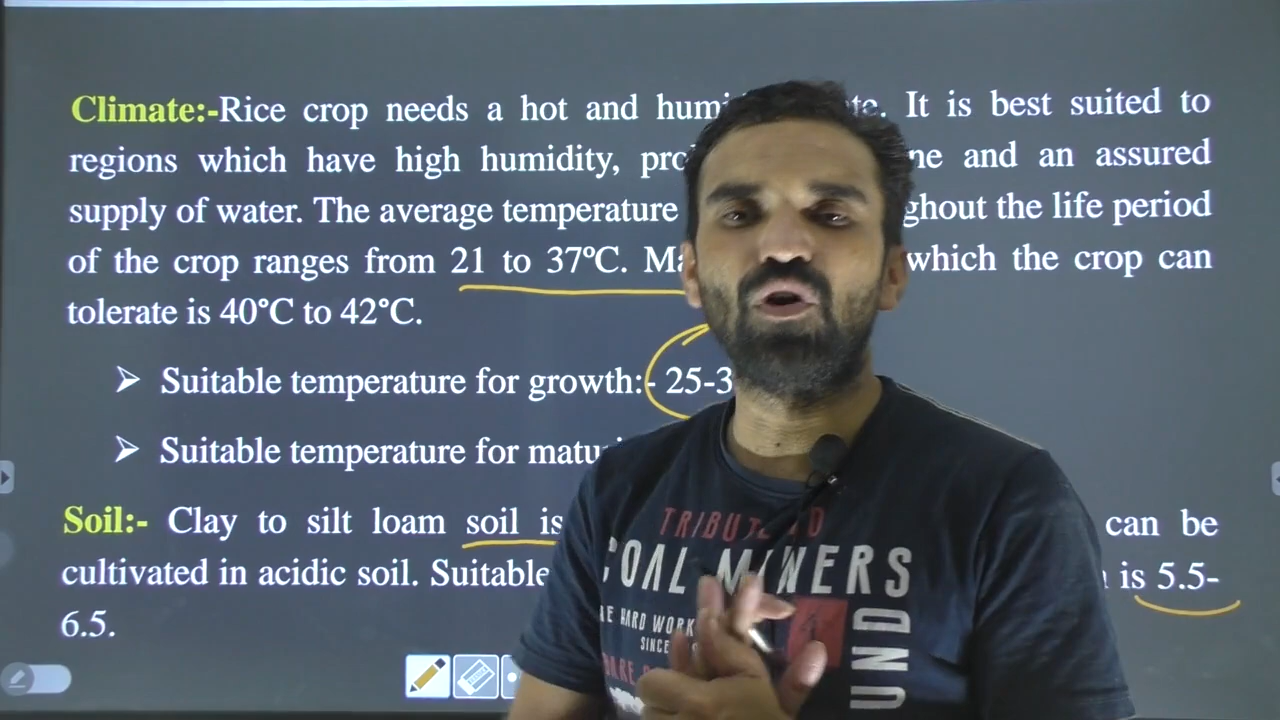 Climate:-Rice crop needs a hot and humi te. It is best suited to
regions which have high humidity, ne and an assured
supply of water. The average temperature ghout the life period
of the crop ranges from 21 to 37ºC. which the crop can
tolerate is 40°C to 42°C.
➢ Suitable temperature for growth:- 25-3
➢ Suitable temperature for matu
Soil:- Clay to silt loam soil is can be
cultivated in acidic soil. Suitable is 5.5-
6.5.
TRIBUTE TO
COAL MINERS
HARD WORK
SINCE
UND